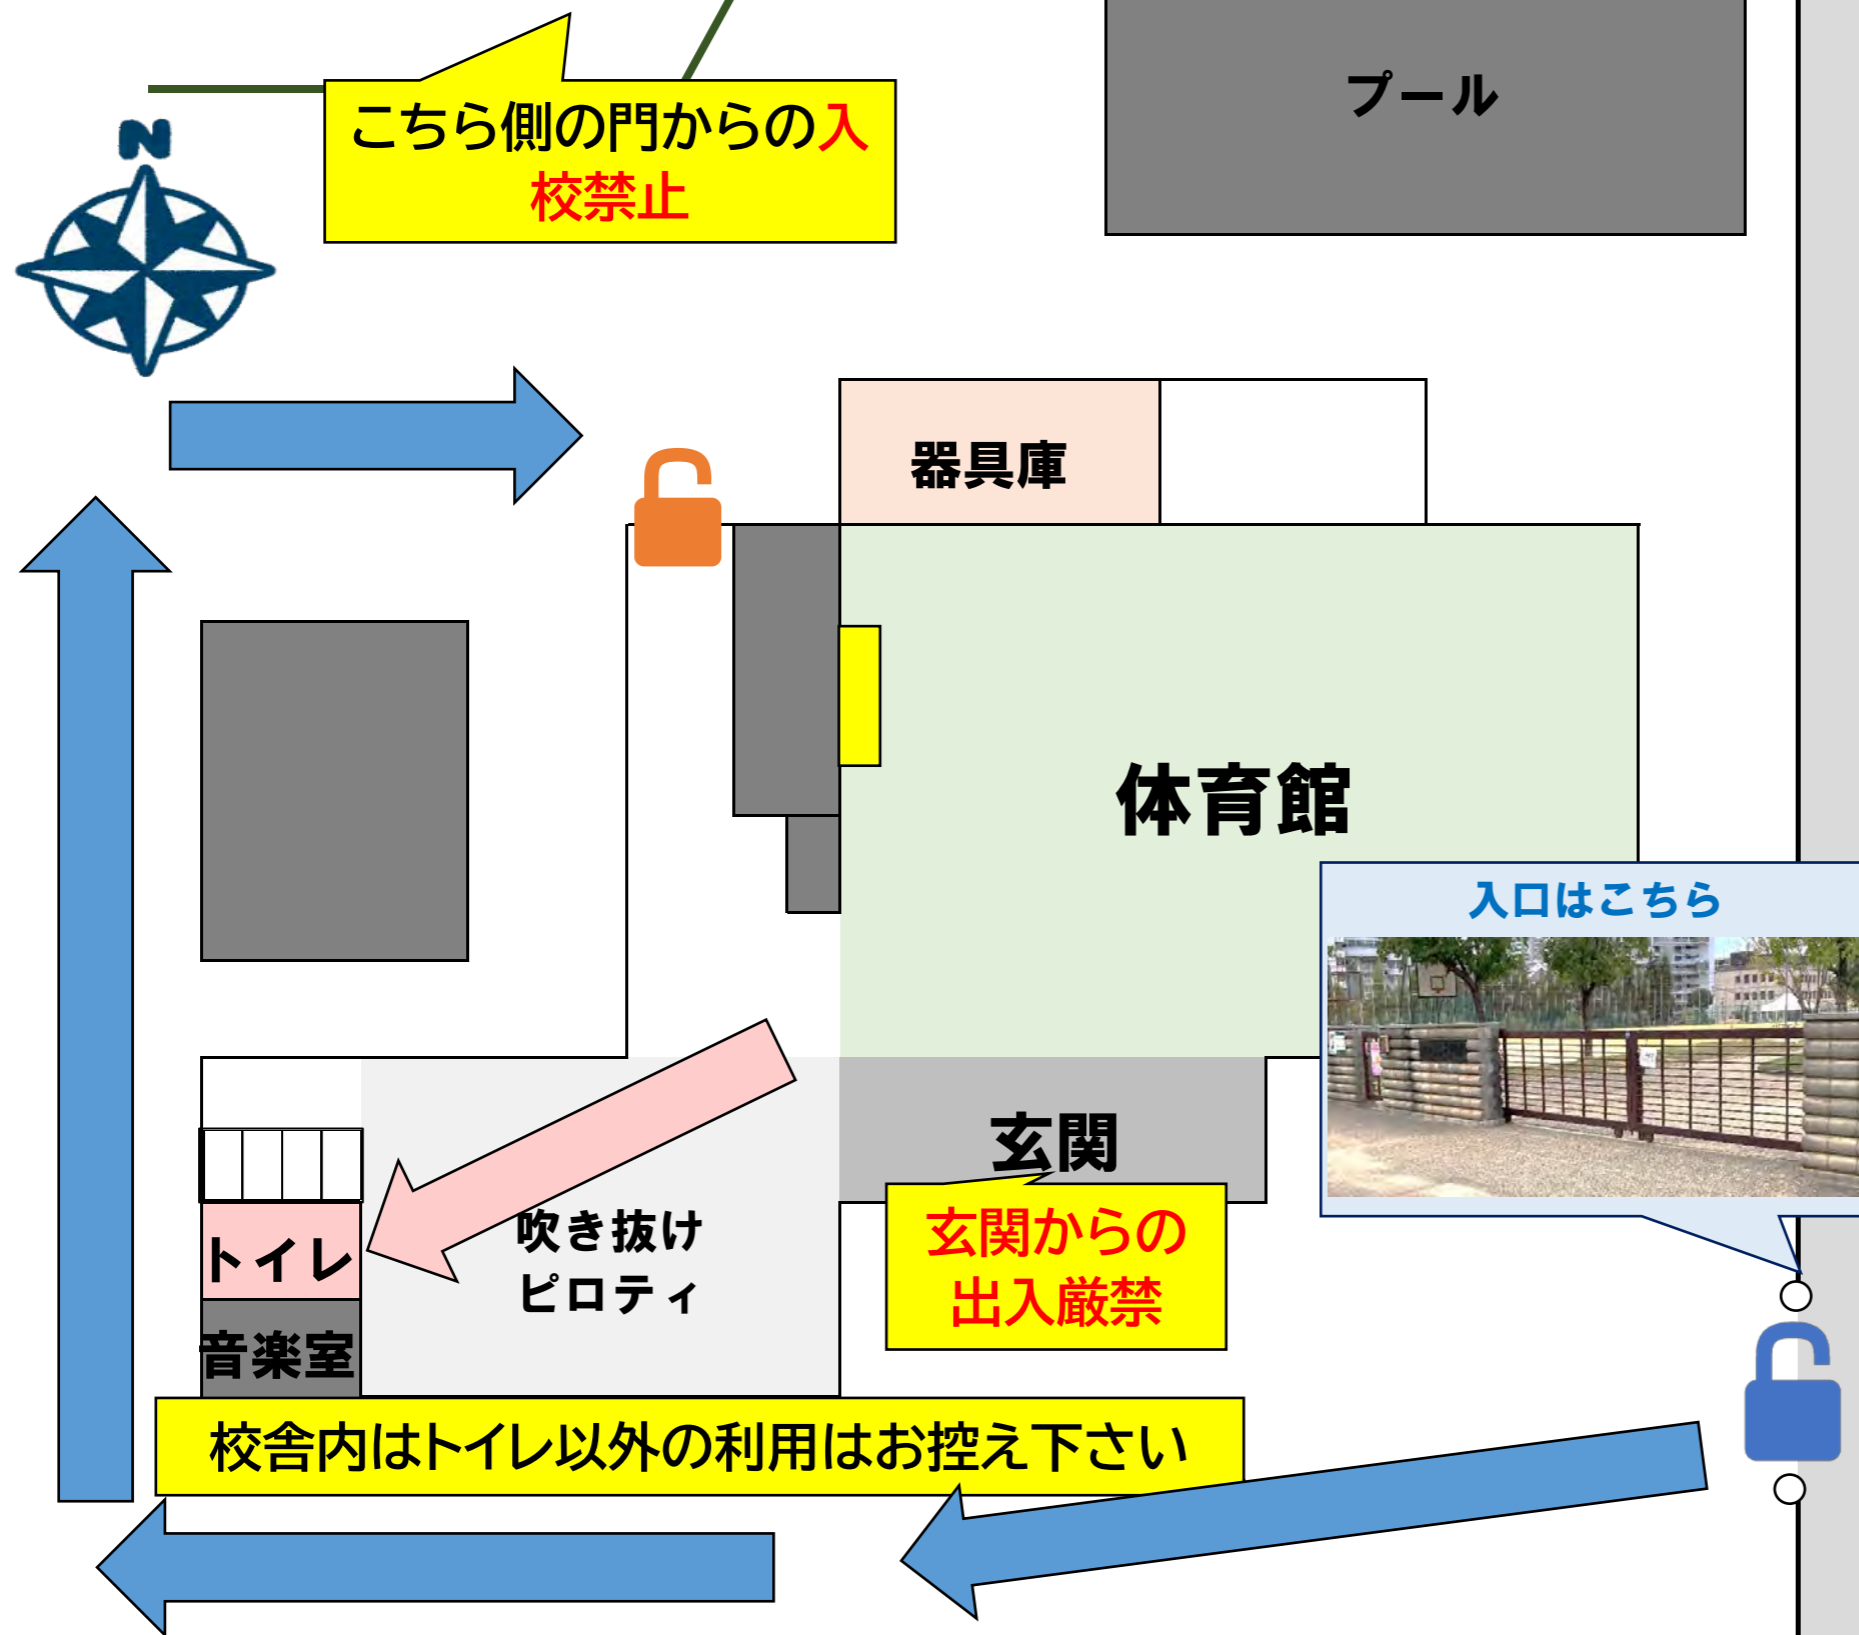 プール
こちら側の門からの入
校禁止
N
器具庫
体育館
入口はこちら
玄関
玄関からの
出入厳禁
吹き抜け
ピロティ
トイレ
音楽室
校舎内はトイレ以外の利用はお控え下さい